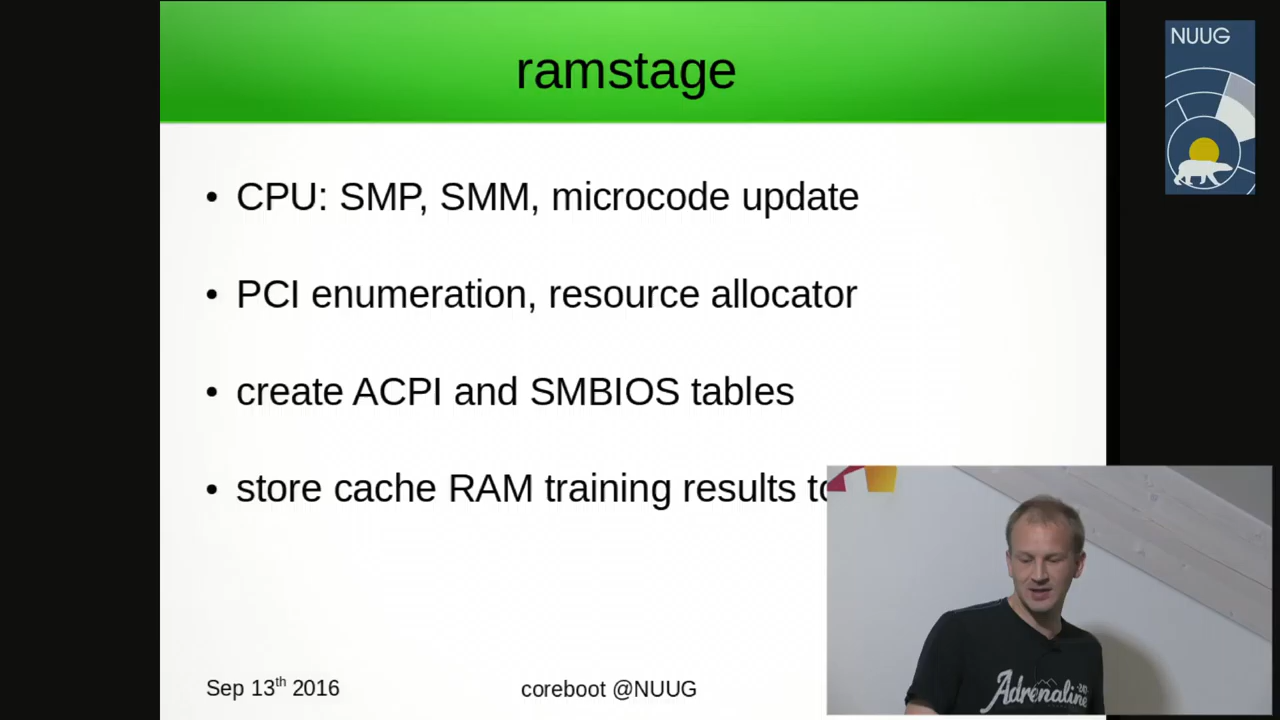 ramstage
NUUG
• CPU: SMP, SMM, microcode update
• PCI enumeration, resource allocator
• create ACPI and SMBIOS tables
• store cache RAM training results
Sep 13th 2016
coreboot @NUUG
Adrenaline